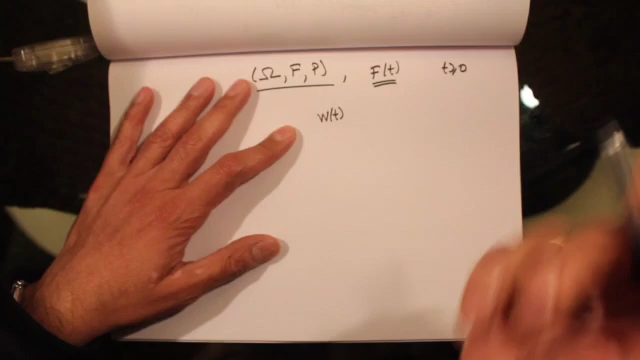 (Ω, F, P) , F(t) t≥0
W(t)